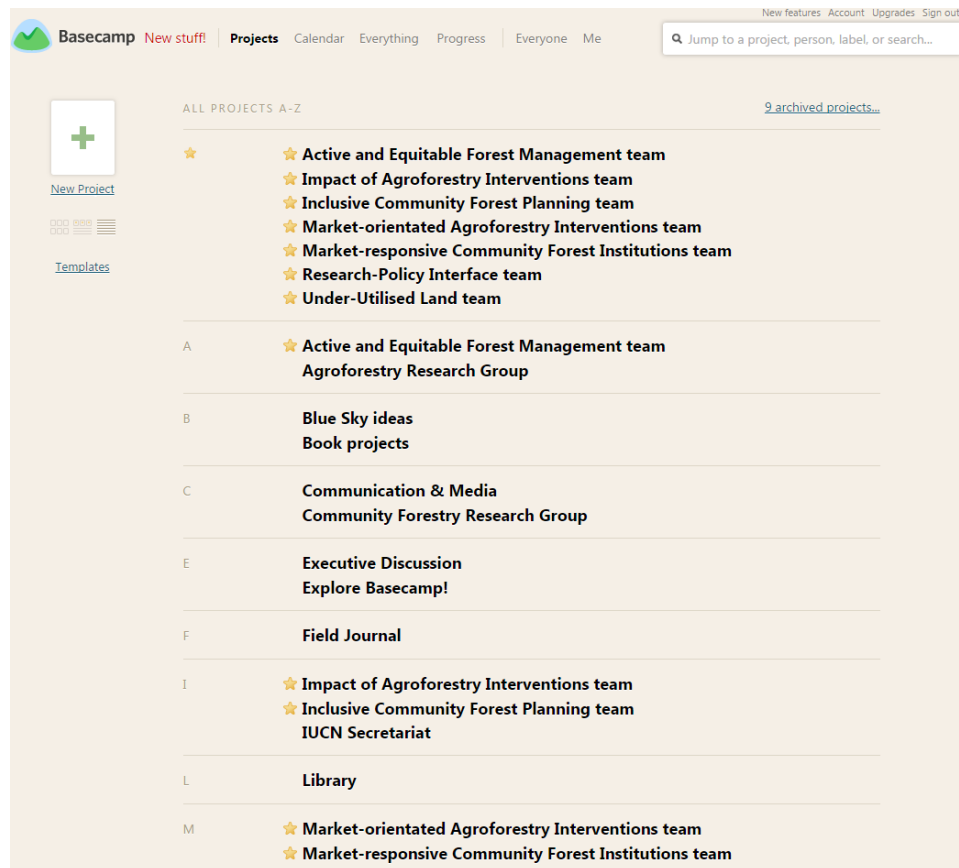 New features Account Upgrades Sign out
Basecamp New stuff! Projects Calendar Everything Progress Everyone Me
Jump to a project, person, label, or search...
ALL PROJECTS A-Z 9 archived projects...
New Project
Templates
Active and Equitable Forest Management team
Impact of Agroforestry Interventions team
Inclusive Community Forest Planning team
Market-orientated Agroforestry Interventions team
Market-responsive Community Forest Institutions team
Research-Policy Interface team
Under-Utilised Land team
A Active and Equitable Forest Management team
Agroforestry Research Group
B Blue Sky ideas
Book projects
C Communication & Media
Community Forestry Research Group
E Executive Discussion
Explore Basecamp!
F Field Journal
I Impact of Agroforestry Interventions team
Inclusive Community Forest Planning team
IUCN Secretariat
L Library
M Market-orientated Agroforestry Interventions team
Market-responsive Community Forest Institutions team